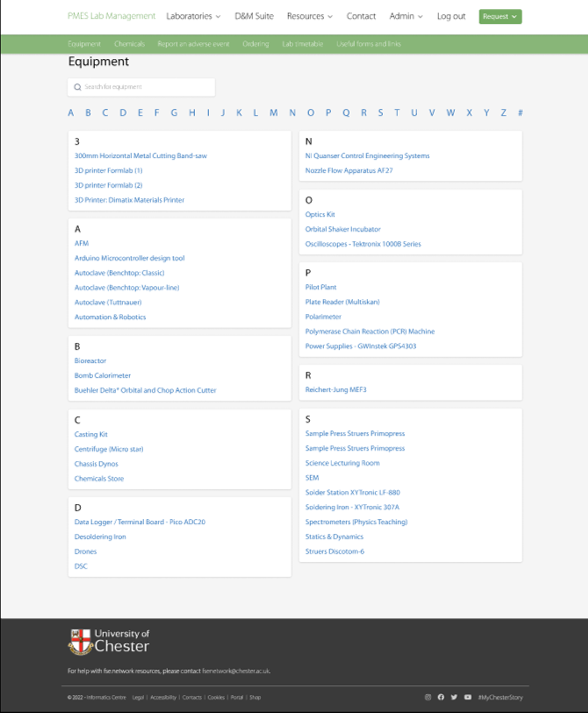 PMES Lab Management Laboratories D&M Suite Resources Contact Admin Log out Request
Equipment Chemicals Report an adverse event Ordering Lab timetable Useful forms and links
Equipment
Search for equipment
A B C D E F G H I J K L M N O P Q R S T U V W X Y Z #
3
300mm Horizontal Metal Cutting Band-saw
3D printer Formlab (1)
3D printer Formlab (2)
3D Printer: Dimatix Materials Printer
A
AFM
Arduino Microcontroller design tool
Autoclave (Benchtop: Classic)
Autoclave (Benchtop: Vapour-line)
Autoclave (Tuttnauer)
Automation & Robotics
B
Bioreactor
Bomb Calorimeter
Buehler Delta® Orbital and Chop Action Cutter
C
Casting Kit
Centrifuge (Micro star)
Chassis Dynos
Chemicals Store
D
Data Logger / Terminal Board - Pico ADC20
Desoldering Iron
Drones
DSC
N
NI Quanser Control Engineering Systems
Nozzle Flow Apparatus AF27
O
Optics Kit
Orbital Shaker Incubator
Oscilloscopes - Tektronix 1000B Series
P
Pilot Plant
Plate Reader (Multiskan)
Polarimeter
Polymerase Chain Reaction (PCR) Machine
Power Supplies - GWInstek GPS4303
R
Reichert-Jung MEF3
S
Sample Press Struers Primopress
Sample Press Struers Primopress
Science Lecturing Room
SEM
Solder Station XYTronic LF-880
Soldering Iron - XYTronic 307A
Spectrometers (Physics Teaching)
Statics & Dynamics
Struers Discotom-6
University of
Chester
For help with fse network resources, please contact fsenetwork@chester.ac.uk.
© 2022 - Informatics Centre Legal | Accessibility | Contacts | Cookies | Portal | Shop #MyChesterStory